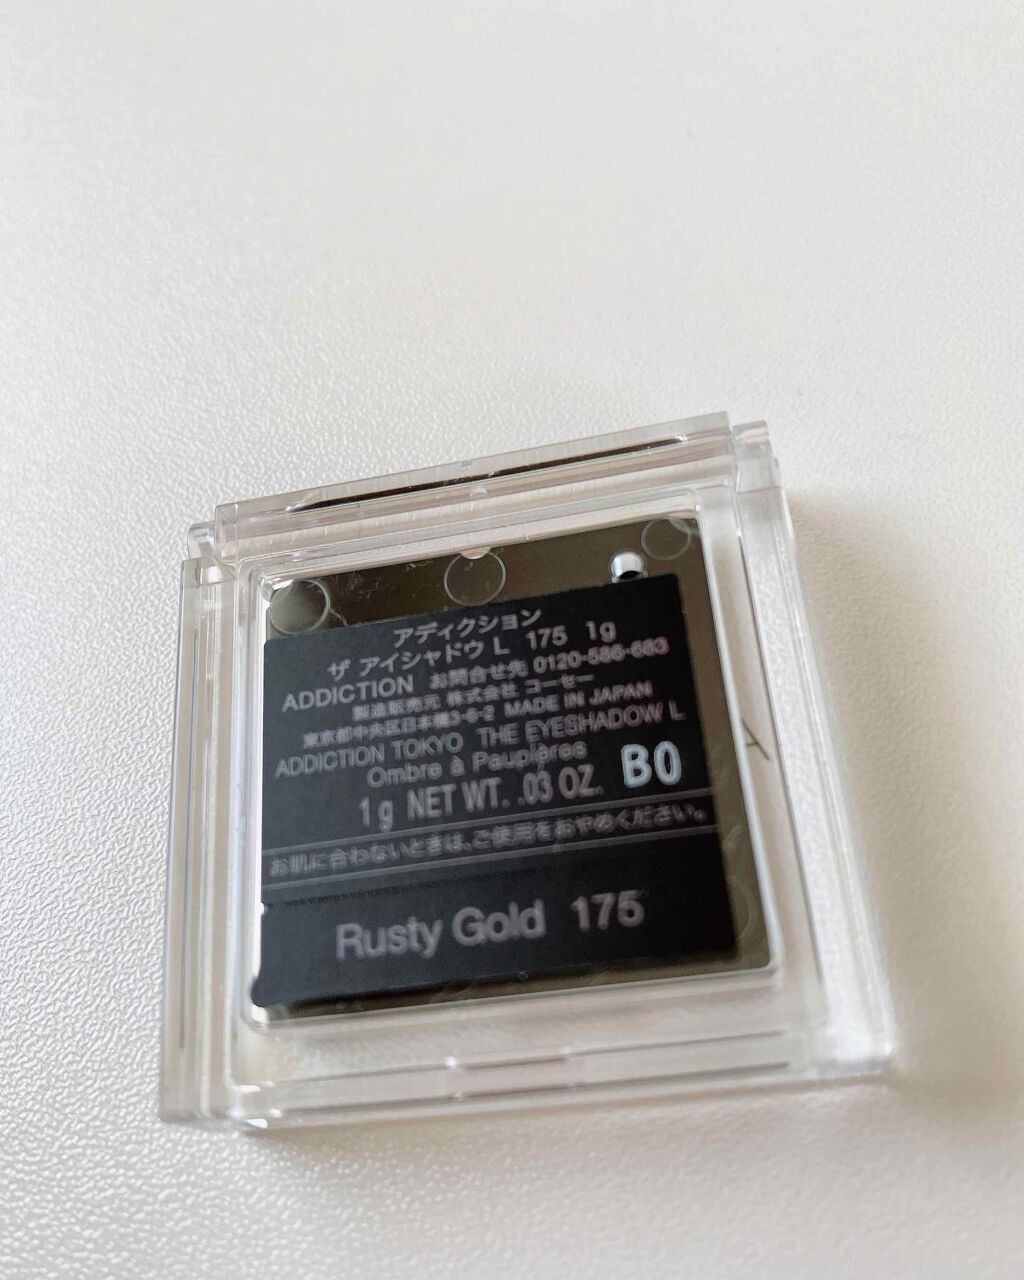 アディクション
ザ アイシャドウ L 175 1g
ADDICTION お問合せ先 0120-586-683
製造販売元 株式会社 コーセー
東京都中央区日本橋3-6-2 MADE IN JAPAN
ADDICTION TOKYO THE EYESHADOW L
Ombre à Paupières
1g NET WT. .03 OZ. B0
お肌に合わないときは、ご使用をおやめください。
Rusty Gold 175